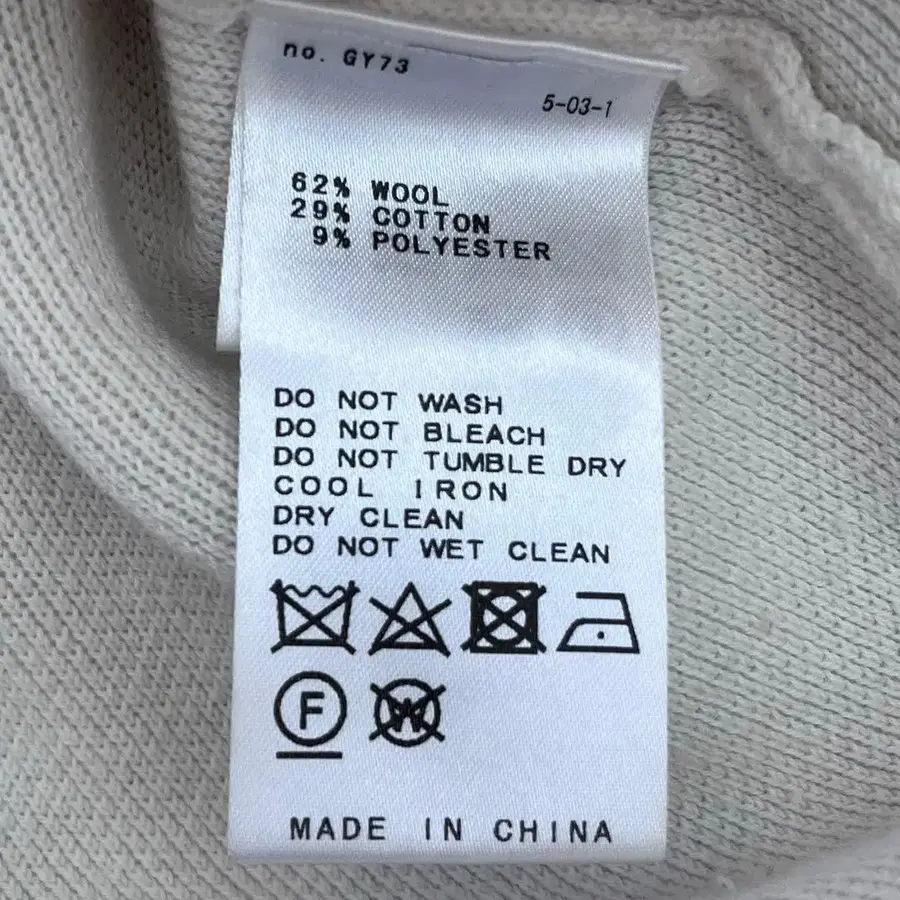 no. GY73
5-03-1
62% WOOL
29% COTTON
9% POLYESTER
DO NOT WASH
DO NOT BLEACH
DO NOT TUMBLE DRY
COOL IRON
DRY CLEAN
DO NOT WET CLEAN
F W
MADE IN CHINA